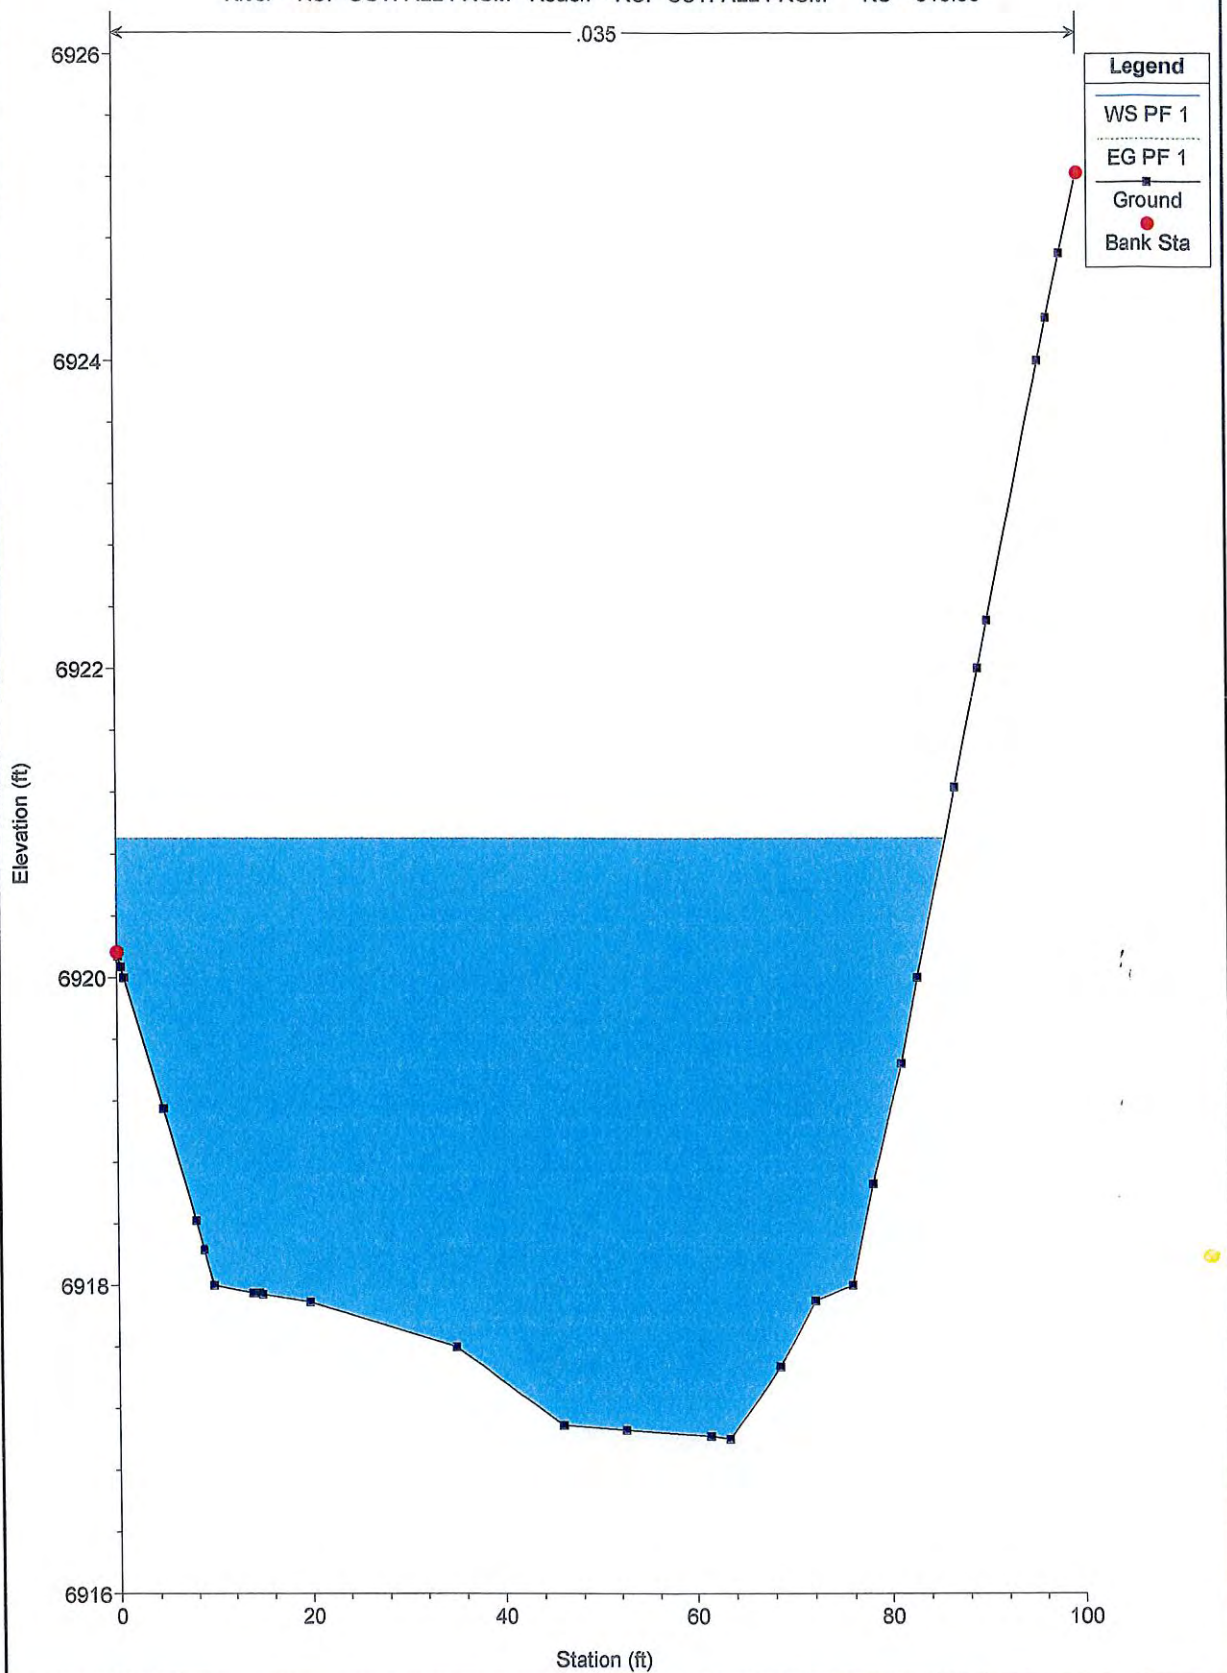 .035
6926
6924
6922
6920
6918
6916
Elevation (ft)
0 20 40 60 80 100
Station (ft)
Legend
WS PF 1
EG PF 1
Ground
Bank Sta